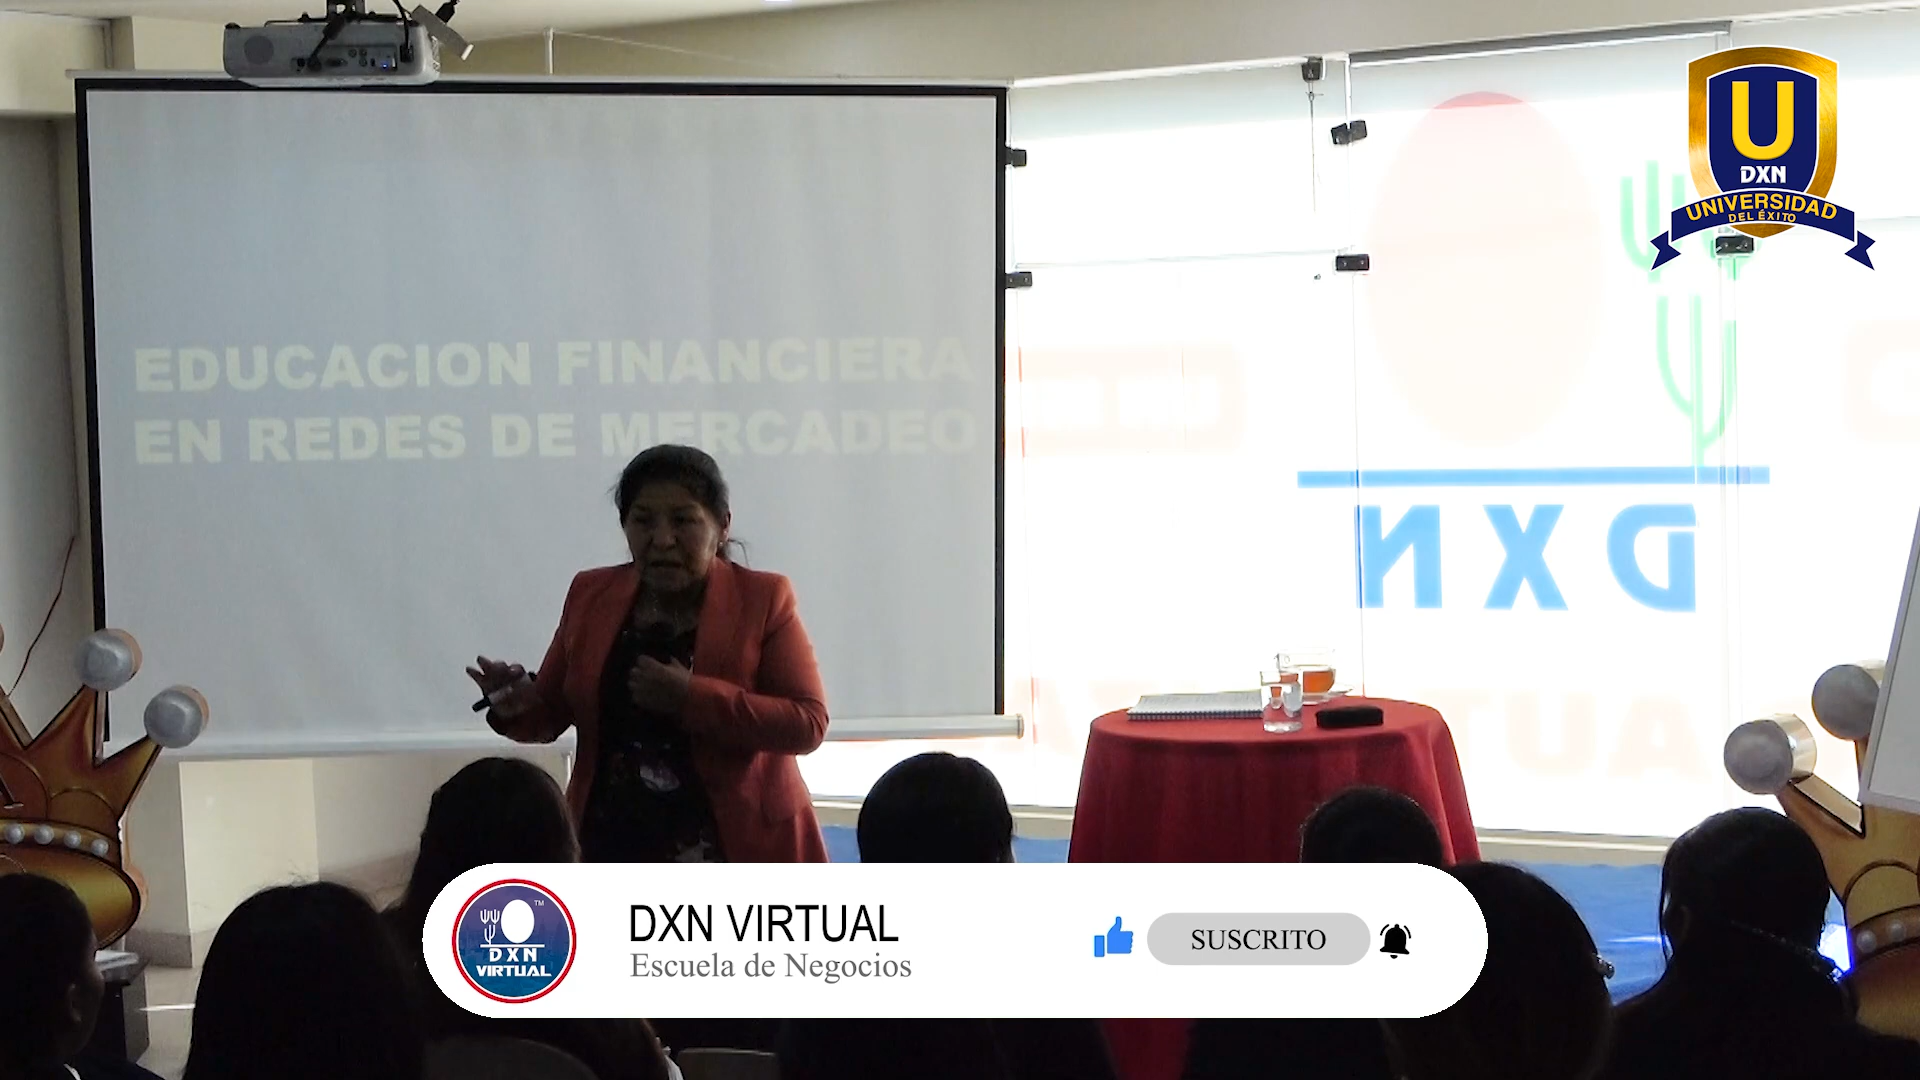 U
DXN
UNIVERSIDAD
DEL ÉXITO
EDUCACION FINANCIERA
EN REDES DE MERCADEO
DXN
DXN VIRTUAL
Escuela de Negocios
SUSCRITO
TM
DXN
VIRTUAL